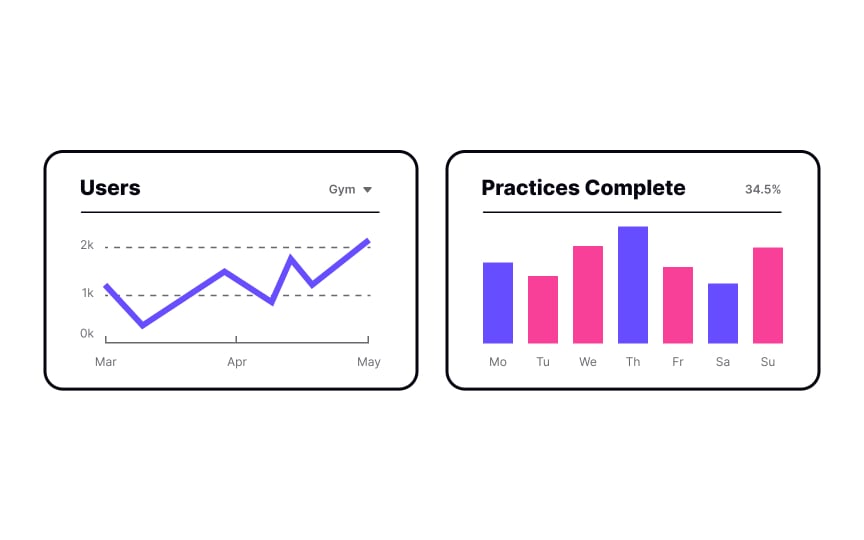 Users
Gym
2k
1k
0k
Mar Apr May
Practices Complete
34.5%
Mo Tu We Th Fr Sa Su